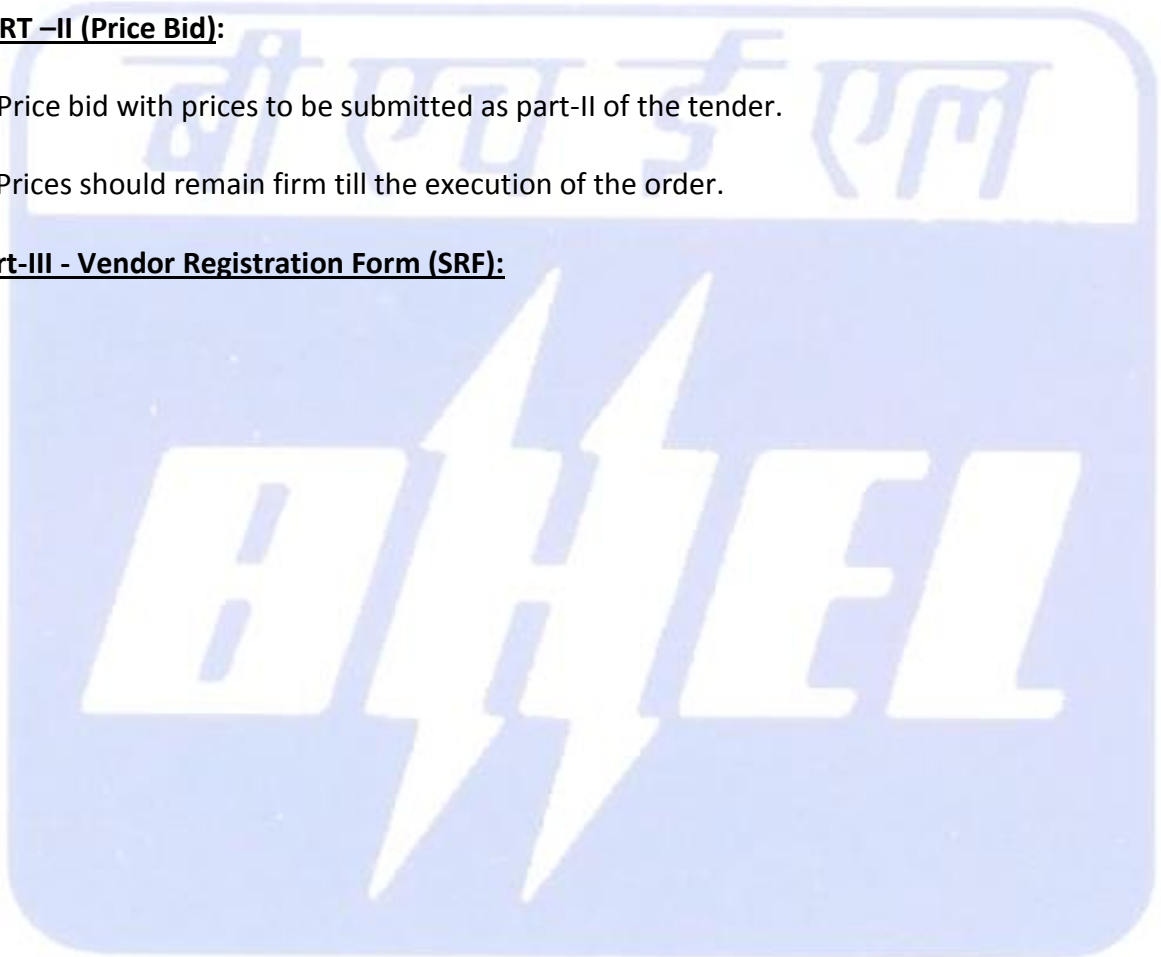 RT –II (Price Bid):
बी एच ई एल
Price bid with prices to be submitted as part-II of the tender.
Prices should remain firm till the execution of the order.
rt-III - Vendor Registration Form (SRF):
BHEL